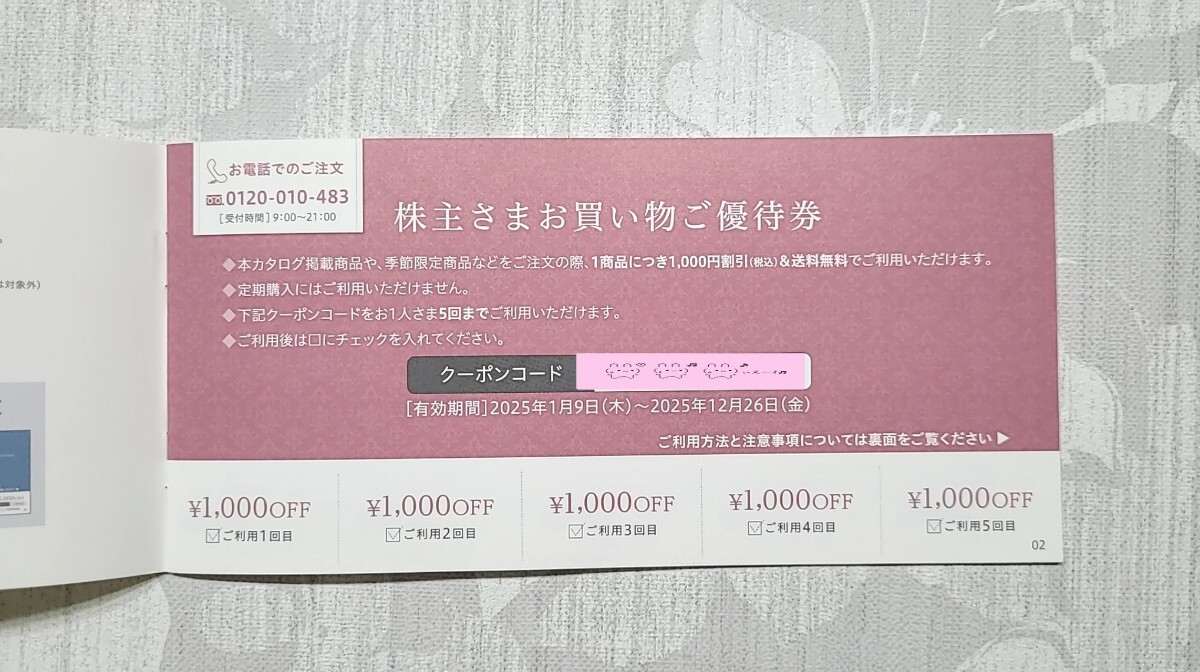 お電話でのご注文
0120-010-483
[受付時間]9:00~21:00
株主さまお買い物ご優待券
◆本カタログ掲載商品や、季節限定商品などをご注文の際、1商品につき1,000円割引(税込)&送料無料でご利用いただけます。
◆定期購入にはご利用いただけません。
◆下記クーポンコードをお1人さま5回までご利用いただけます。
◆ご利用後は□にチェックを入れてください。
は対象外)
クーポンコード
[有効期間]2025年1月9日(木)~2025年12月26日(金)
ご利用方法と注意事項については裏面をご覧ください▶
¥1,000OFF ¥1,000OFF ¥1,000OFF ¥1,000OFF ¥1,000OFF
ご利用1回目 ご利用2回目 ご利用3回目 ご利用4回目 ご利用5回目
02